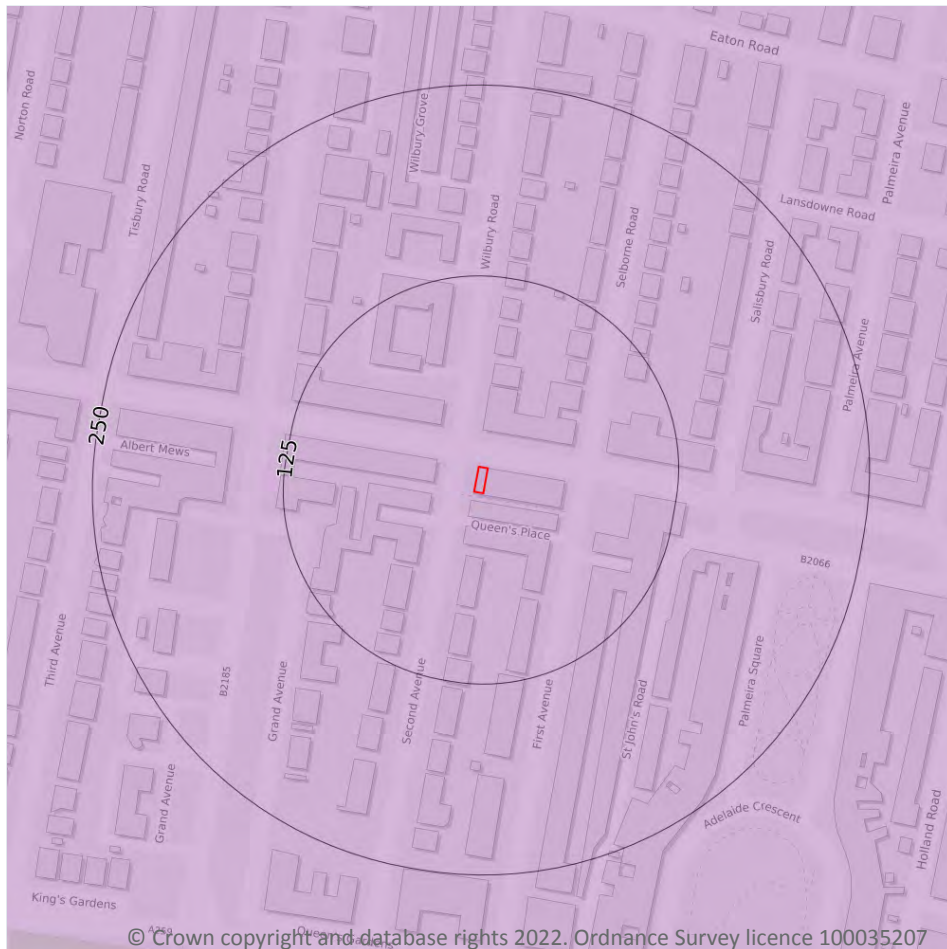 Eaton Road
Norton Road
Wilbury Grove
Palmeira Avenue
Tisbury Road
Lansdowne Road
Wilbury Road
Selborne Road
Salisbury Road
Palmeira Avenue
250
Albert Mews
125
Queen's Place
B2066
Third Avenue
B2185
Grand Avenue
Second Avenue
First Avenue
St John's Road
Palmeira Square
Grand Avenue
Adelaide Crescent
Holland Road
King's Gardens
A259
Queen's Gardens
© Crown copyright and database rights 2022. Ordnance Survey licence 100035207